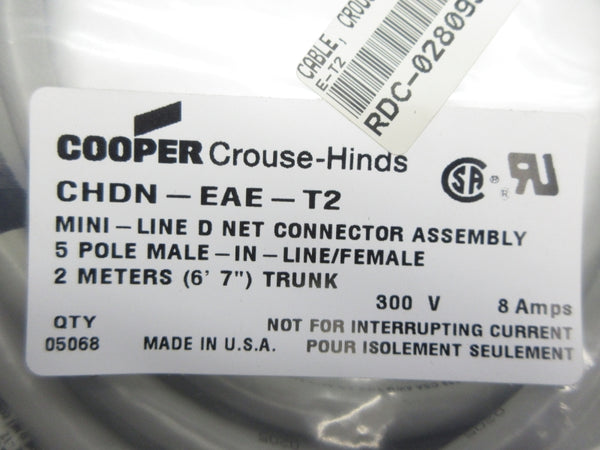 CABLE, CROU
E-T2
RDC-028093
COOPER Crouse-Hinds
CHDN-EAE-T2
MINI-LINE D NET CONNECTOR ASSEMBLY
5 POLE MALE-IN-LINE/FEMALE
2 METERS (6' 7") TRUNK
300 V 8 Amps
QTY NOT FOR INTERRUPTING CURRENT
05068 MADE IN U.S.A. POUR ISOLEMENT SEULEMENT